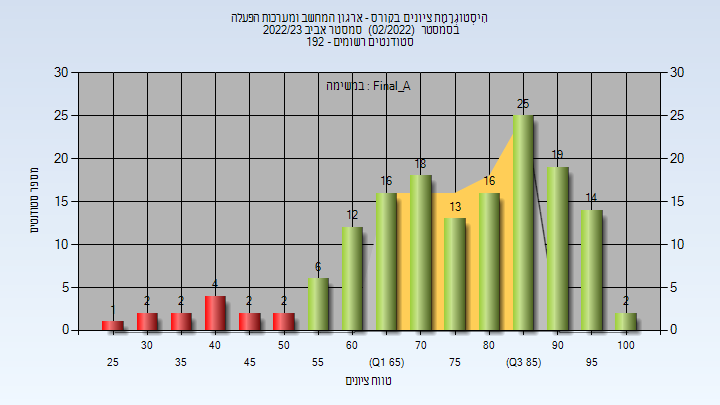 היסטוגרמת ציונים בקורס - ארגון המחשב ומערכות הפעלה
בסמסטר (02/2022) סמסטר אביב 2022/23
סטודנטים רשומים - 192
במשימה : Final_A
מספר סטודנטים
30 30
25 25
20 20
15 15
10 10
5 5
0 0
1 2 2 4 2 2 6 12 16 18 13 16 25 19 14 2
30 40 50 60 70 80 90 100
25 35 45 55 (Q1 65) 75 (Q3 85) 95
טווח ציונים